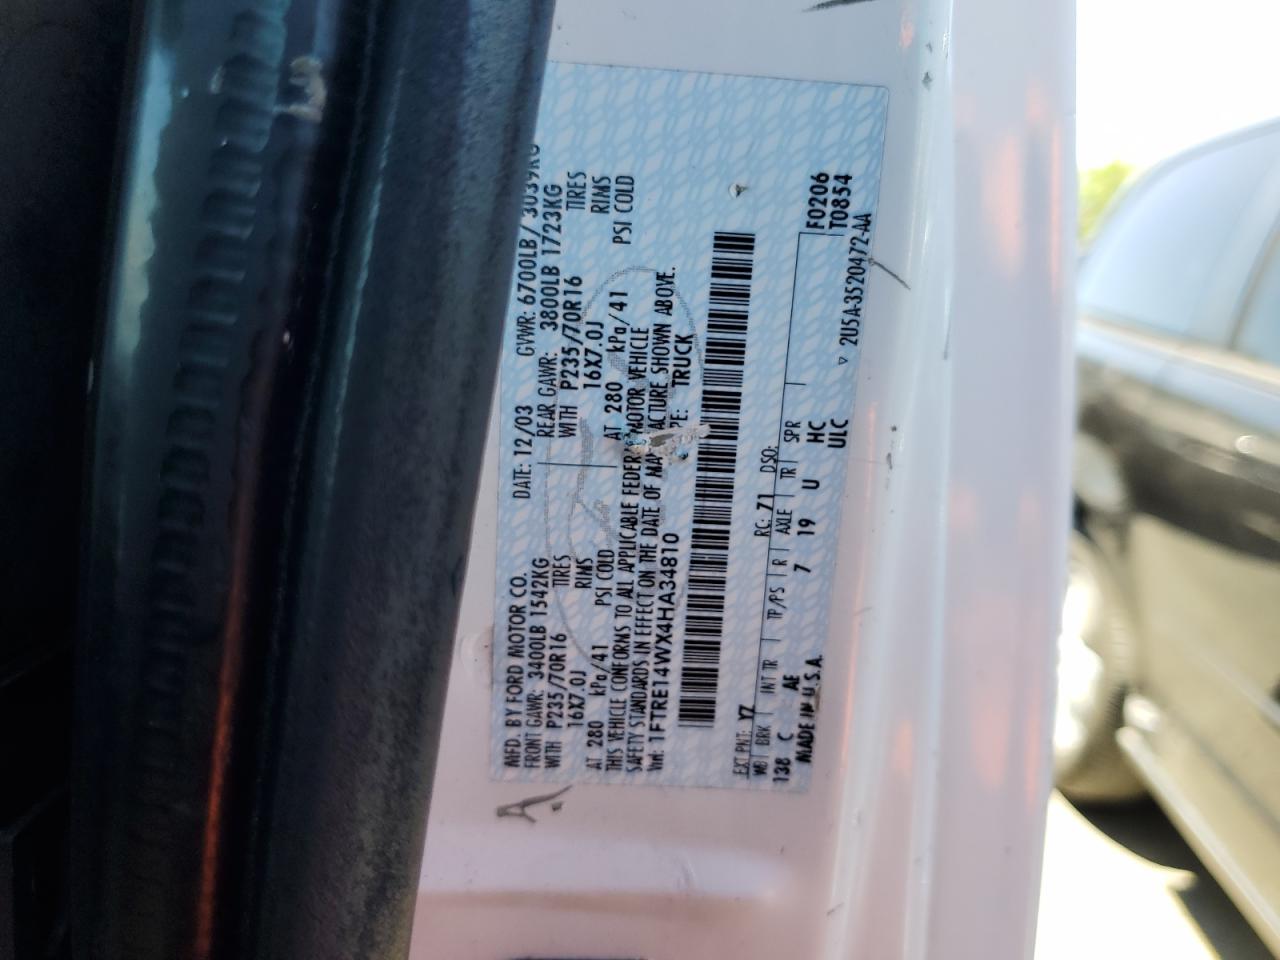 MFD. BY FORD MOTOR CO.
DATE: 12/03 GVWR: 6700LB/ 3039KG
FRONT GAWR: 3400LB 1542KG REAR GAWR: 3800LB 1723KG
WITH P235/70R16 TIRES WITH P235/70R16 TIRES
16X7.0J RIMS 16X7.0J RIMS
AT 280 kPa/41 PSI COLD AT 280 kPa/41 PSI COLD
THIS VEHICLE CONFORMS TO ALL APPLICABLE MOTOR VEHICLE
SAFETY STANDARDS IN EFFECT ON THE DATE OF SHOWN ABOVE.
VIN: 1FTRE14WX4HA34810 TRUCK
EXT PNT: YZ RC: 71 DSO:
WB BRK INT TR TP/PS R AXLE TR SPR
138 C AE 7 19 U HC F0206
ULC T0854
MADE IN U.S.A.
▽ 2U5A-3520472-AA
A